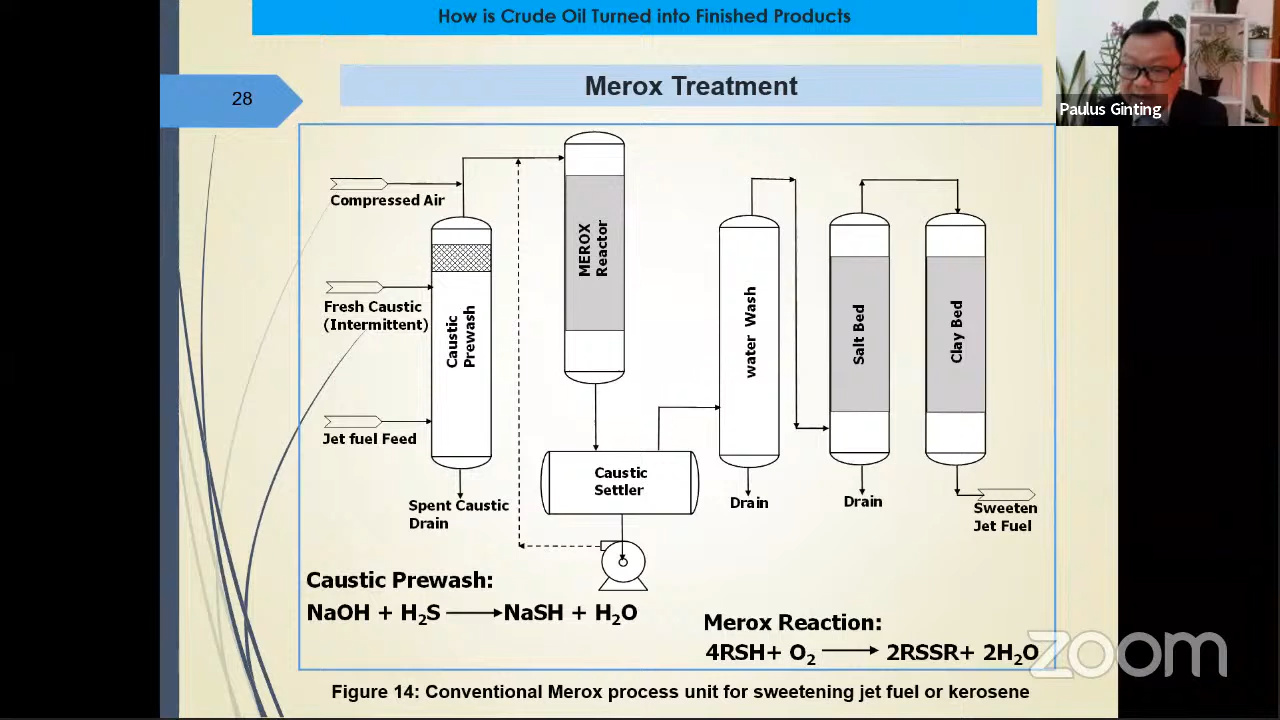 How is Crude Oil Turned into Finished Products
28
Merox Treatment
Paulus Ginting
Compressed Air
Fresh Caustic
(Intermittent)
Jet fuel Feed
Caustic
Prewash
Spent Caustic
Drain
MEROX
Reactor
Caustic
Settler
water Wash
Drain
Salt Bed
Drain
Clay Bed
Sweeten
Jet Fuel
Caustic Prewash:
NaOH + H₂S ⟶ NaSH + H₂O
Merox Reaction:
4RSH+ O₂ ⟶ 2RSSR+ 2H₂O
zoom
Figure 14: Conventional Merox process unit for sweetening jet fuel or kerosene